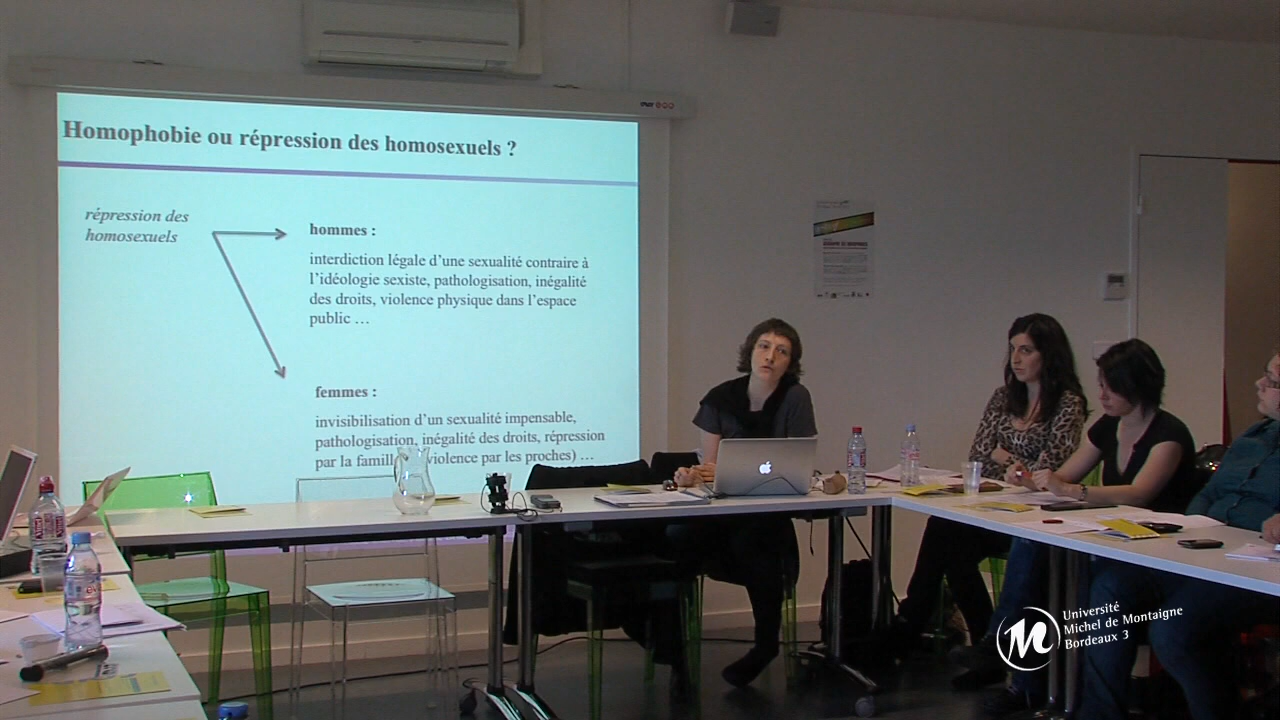 Homophobie ou répression des homosexuels ?
répression des
homosexuels
hommes :
interdiction légale d'une sexualité contraire à
l'idéologie sexiste, pathologisation, inégalité
des droits, violence physique dans l'espace
public …
femmes :
invisibilisation d'un sexualité impensable,
pathologisation, inégalité des droits, répression
par la famill violence par les proches) …
Université
Michel de Montaigne
Bordeaux 3